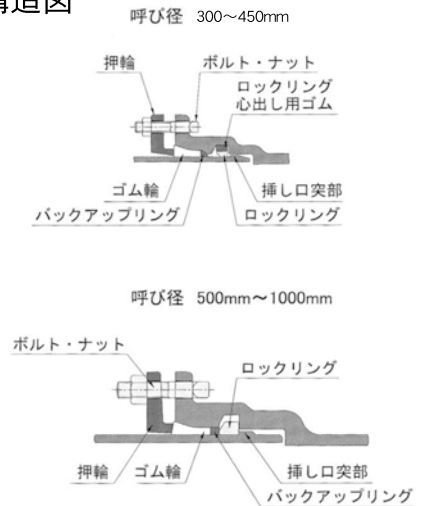 構造図
呼び径 300～450mm
押輪
ボルト・ナット
ロックリング
心出し用ゴム
ゴム輪
挿し口突部
バックアップリング
ロックリング
呼び径 500mm～1000mm
ボルト・ナット
ロックリング
押輪
ゴム輪
挿し口突部
バックアップリング